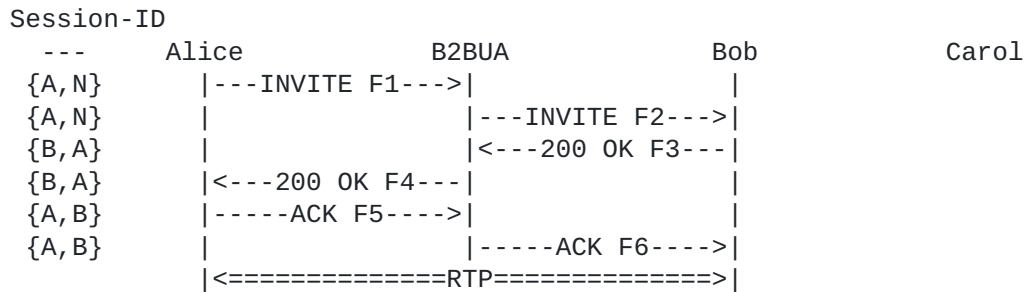 Session-ID
  ---     Alice            B2BUA             Bob            Carol
 {A,N}      |---INVITE F1--->|                |
 {A,N}      |                |---INVITE F2--->|
 {B,A}      |                |<---200 OK F3---|
 {B,A}      |<---200 OK F4---|                |
 {A,B}      |-----ACK F5---->|                |
 {A,B}      |                |-----ACK F6---->|
            |<==============RTP==============>|